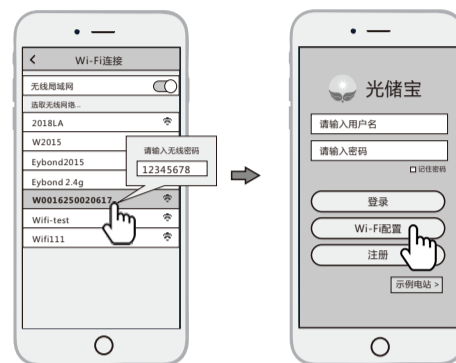 Wi-Fi连接
无线局域网
选取无线网络...
2018LA
W2015
Eybond2015
Eybond 2.4g
W0016250020617
Wifi-test
Wifi111
请输入无线密码
12345678
光储宝
请输入用户名
请输入密码
记住密码
登录
Wi-Fi配置
注册
示例电站 >